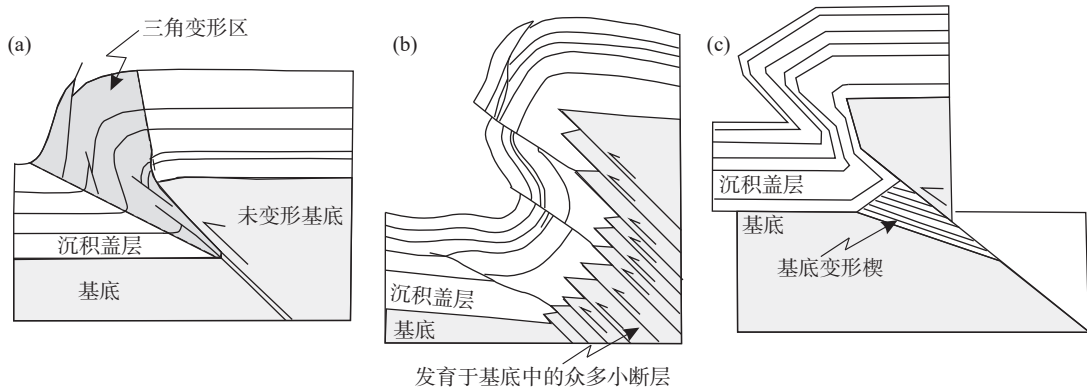 (a)
三角变形区
未变形基底
沉积盖层
基底
(b)
沉积盖层
基底
发育于基底中的众多小断层
(c)
沉积盖层
基底
基底变形楔